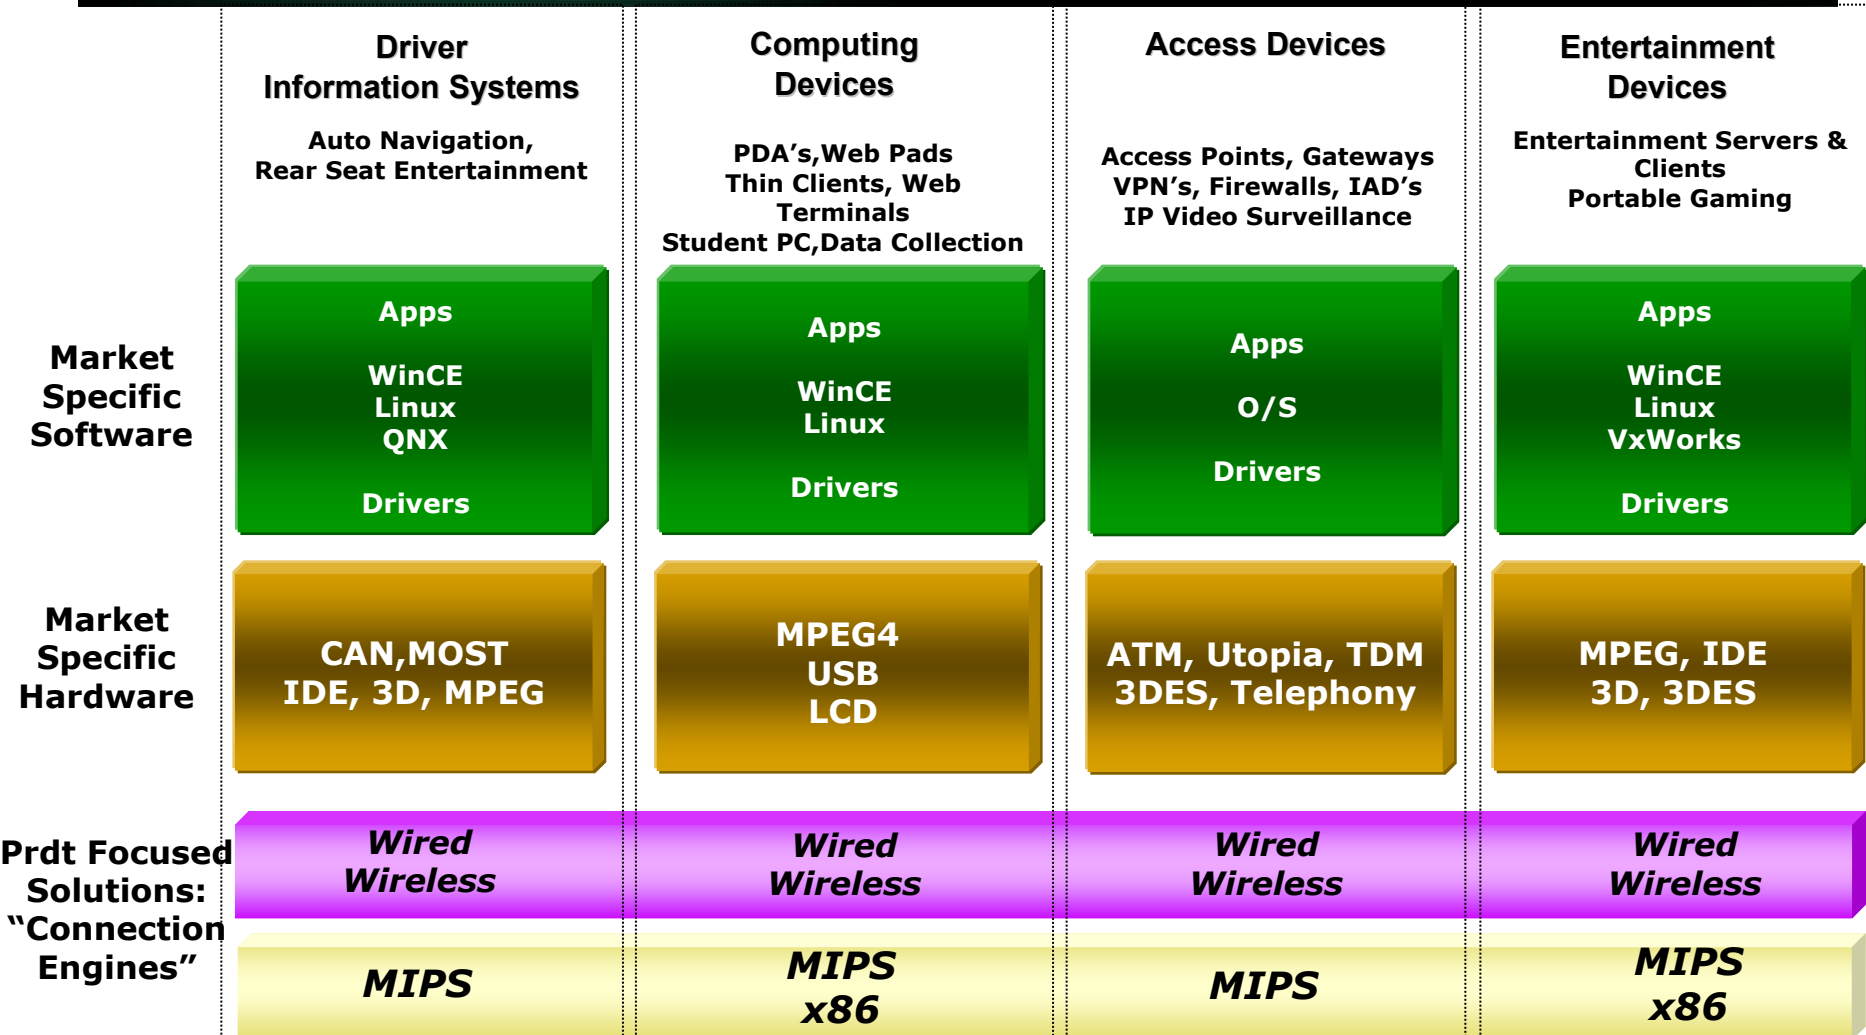 Driver
Information Systems
Auto Navigation,
Rear Seat Entertainment
Computing
Devices
PDA's,Web Pads
Thin Clients, Web
Terminals
Student PC,Data Collection
Access Devices
Access Points, Gateways
VPN's, Firewalls, IAD's
IP Video Surveillance
Entertainment
Devices
Entertainment Servers &
Clients
Portable Gaming
Market
Specific
Software
Apps
WinCE
Linux
QNX
Drivers
Apps
WinCE
Linux
Drivers
Apps
O/S
Drivers
Apps
WinCE
Linux
VxWorks
Drivers
Market
Specific
Hardware
CAN,MOST
IDE, 3D, MPEG
MPEG4
USB
LCD
ATM, Utopia, TDM
3DES, Telephony
MPEG, IDE
3D, 3DES
Prdt Focused
Solutions:
“Connection
Engines”
Wired
Wireless
Wired
Wireless
Wired
Wireless
Wired
Wireless
MIPS
MIPS
x86
MIPS
MIPS
x86